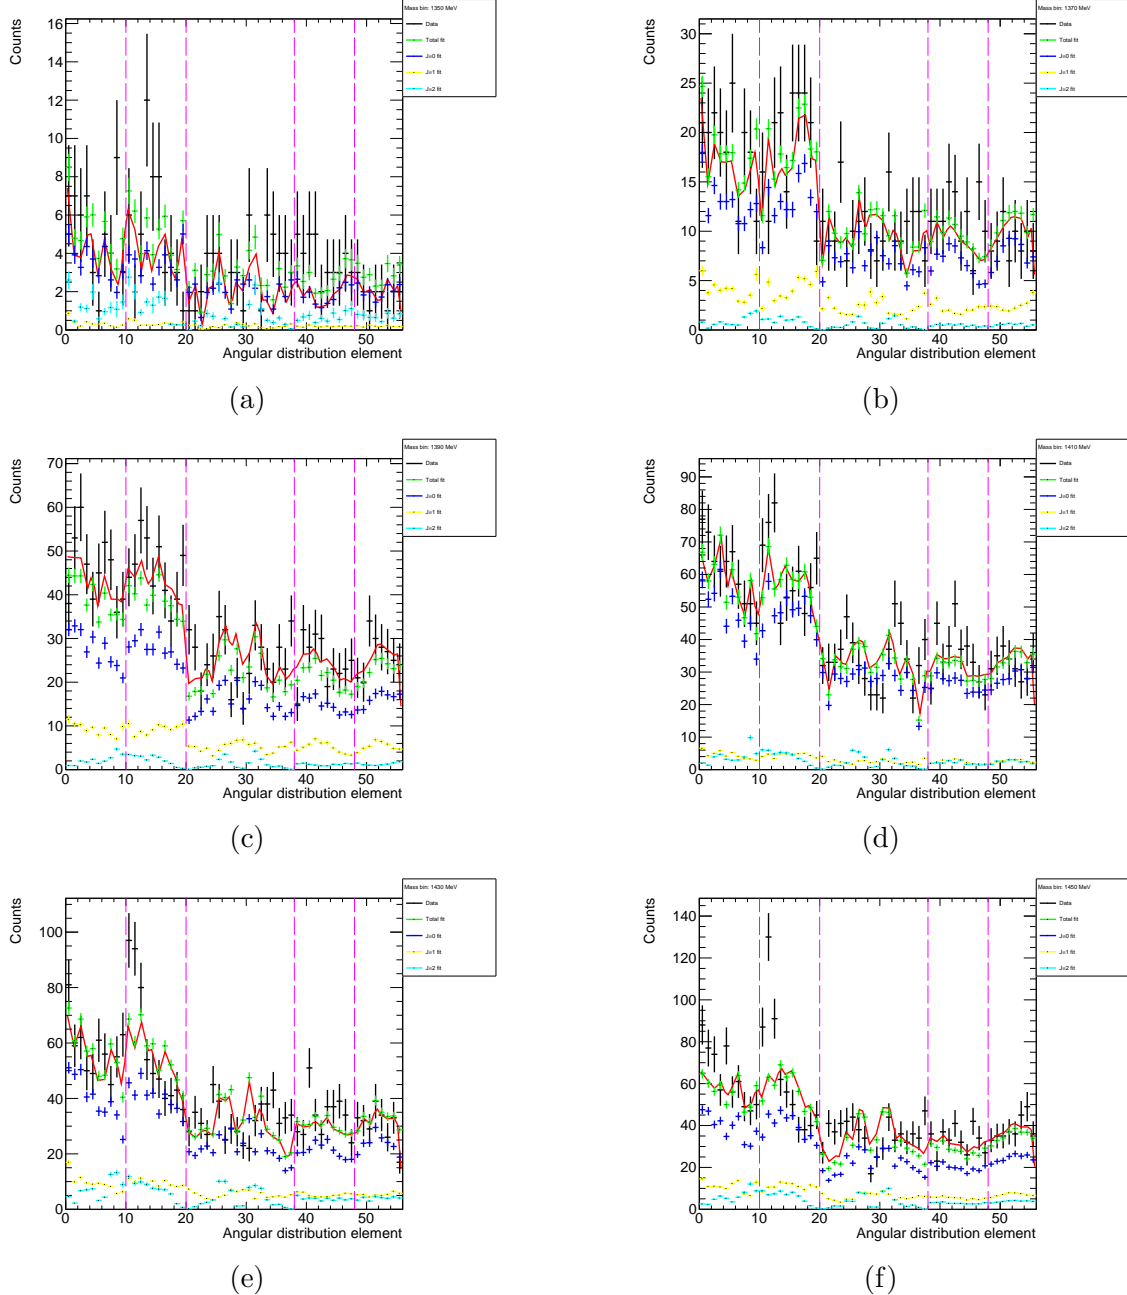 Mass bin: 1350 MeV
Data
Total fit
J=0 fit
J=1 fit
J=2 fit
Counts
16
14
12
10
8
6
4
2
0
0 10 20 30 40 50
Angular distribution element
(a)
Mass bin: 1370 MeV
Data
Total fit
J=0 fit
J=1 fit
J=2 fit
Counts
30
25
20
15
10
5
0
0 10 20 30 40 50
Angular distribution element
(b)
Mass bin: 1390 MeV
Data
Total fit
J=0 fit
J=1 fit
J=2 fit
Counts
70
60
50
40
30
20
10
0
0 10 20 30 40 50
Angular distribution element
(c)
Mass bin: 1410 MeV
Data
Total fit
J=0 fit
J=1 fit
J=2 fit
Counts
90
80
70
60
50
40
30
20
10
0
0 10 20 30 40 50
Angular distribution element
(d)
Mass bin: 1430 MeV
Data
Total fit
J=0 fit
J=1 fit
J=2 fit
Counts
100
80
60
40
20
0
0 10 20 30 40 50
Angular distribution element
(e)
Mass bin: 1450 MeV
Data
Total fit
J=0 fit
J=1 fit
J=2 fit
Counts
140
120
100
80
60
40
20
0
0 10 20 30 40 50
Angular distribution element
(f)